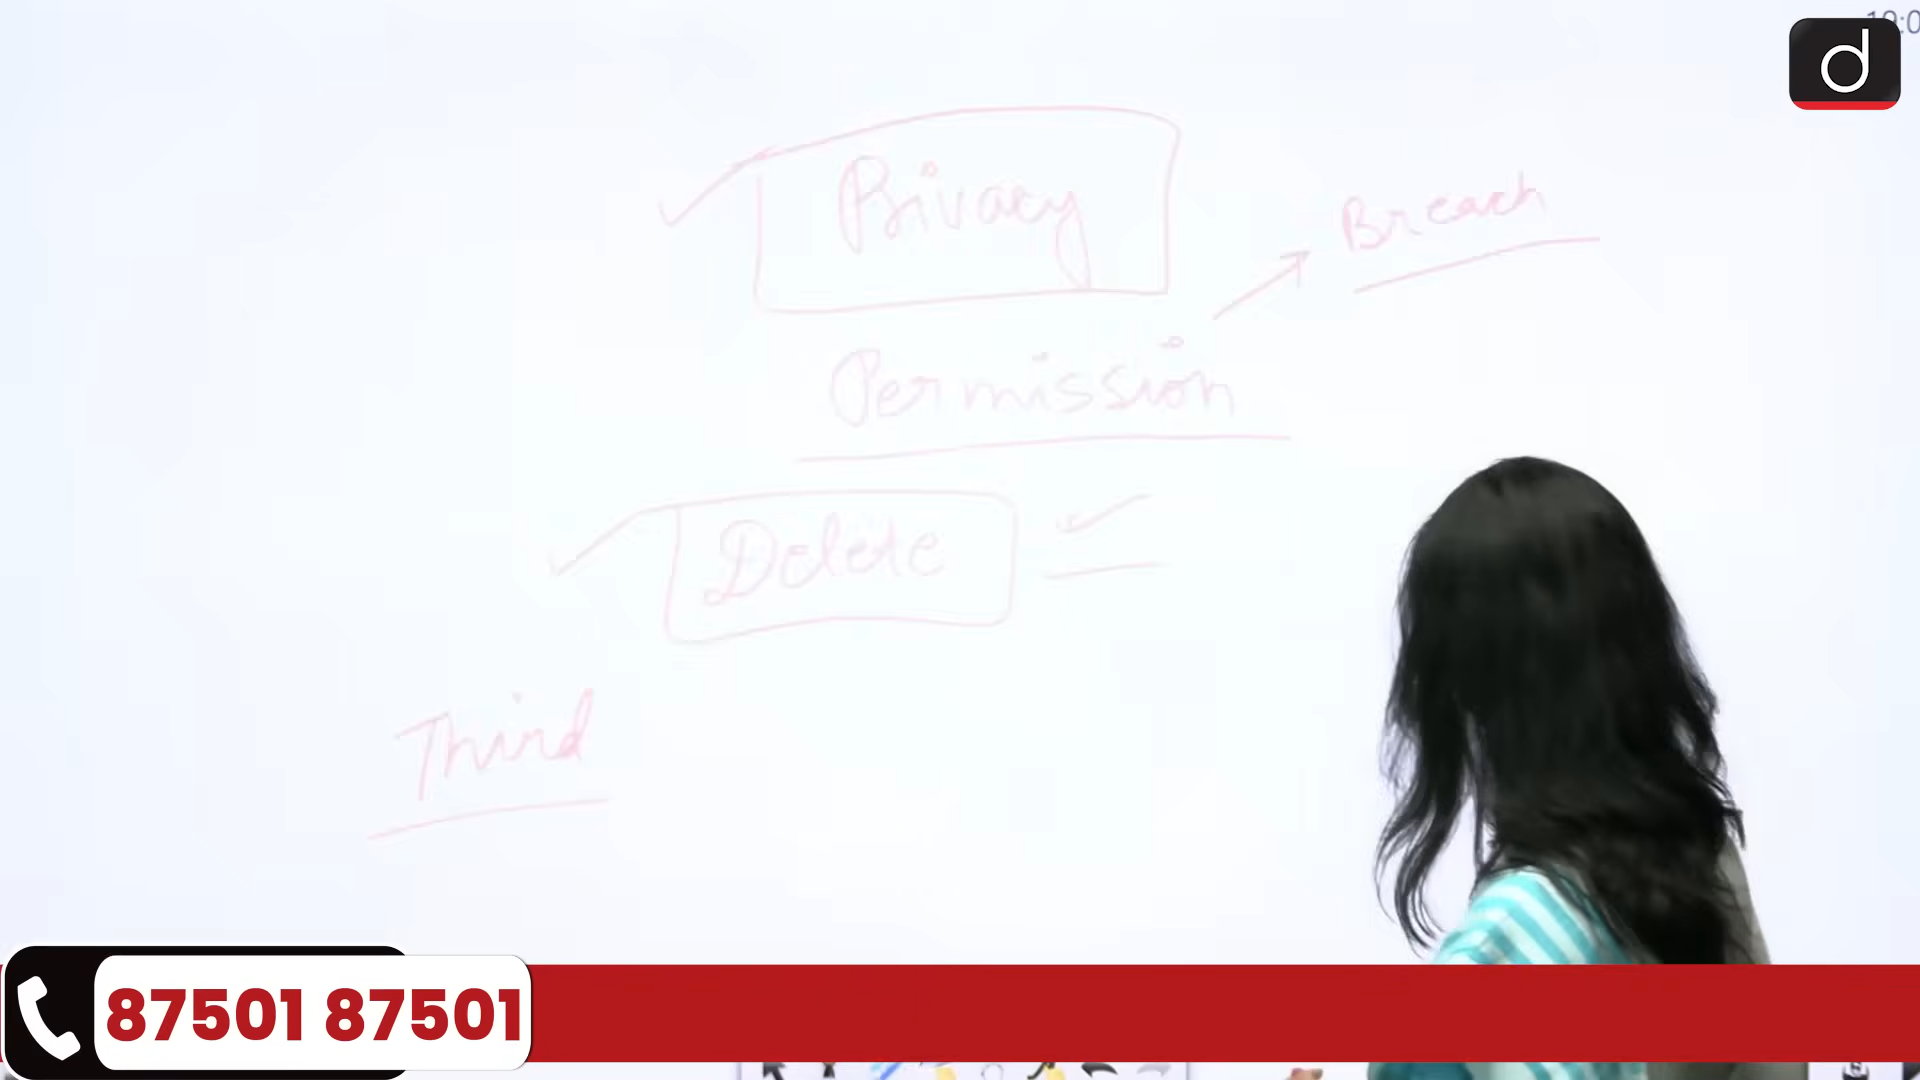 Privacy
Breach
Permission
Delete
Third
87501 87501